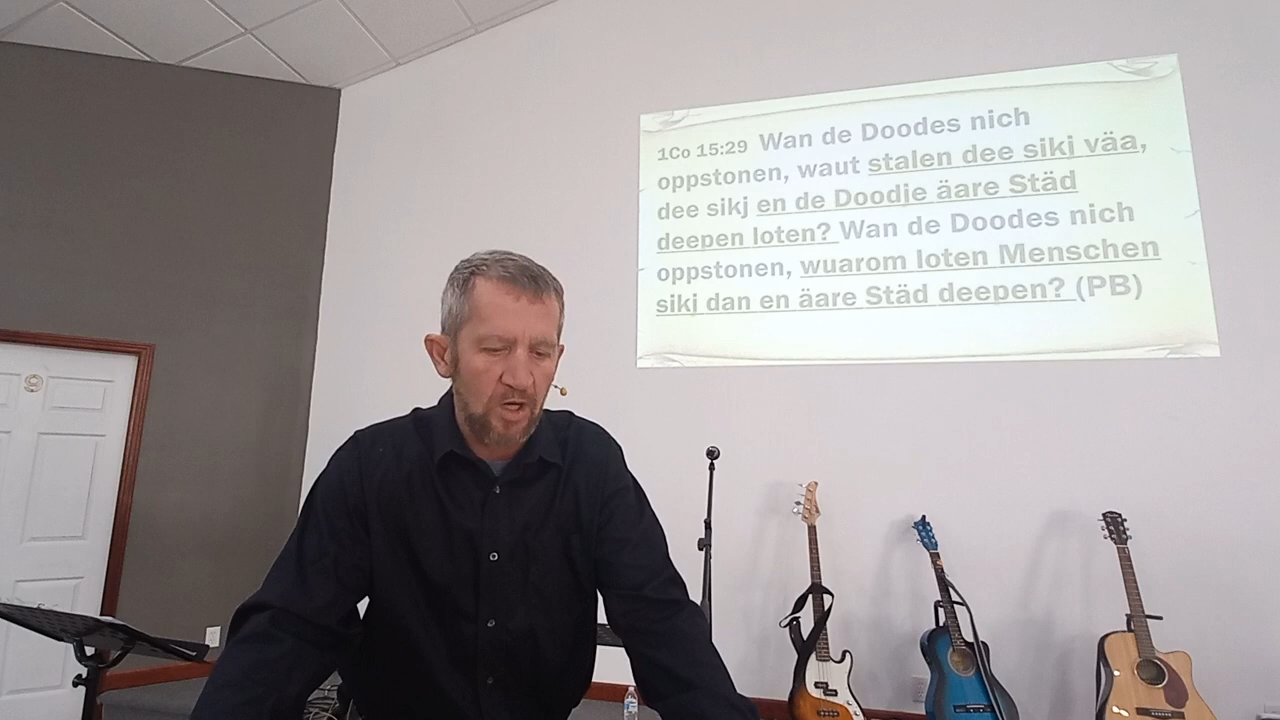 1Co 15:29 Wan de Doodes nich
oppstonen, waut stalen dee sikj väa,
dee sikj en de Doodje äare Städ
deepen loten? Wan de Doodes nich
oppstonen, wuarom loten Menschen
sikj dan en äare Städ deepen? (PB)